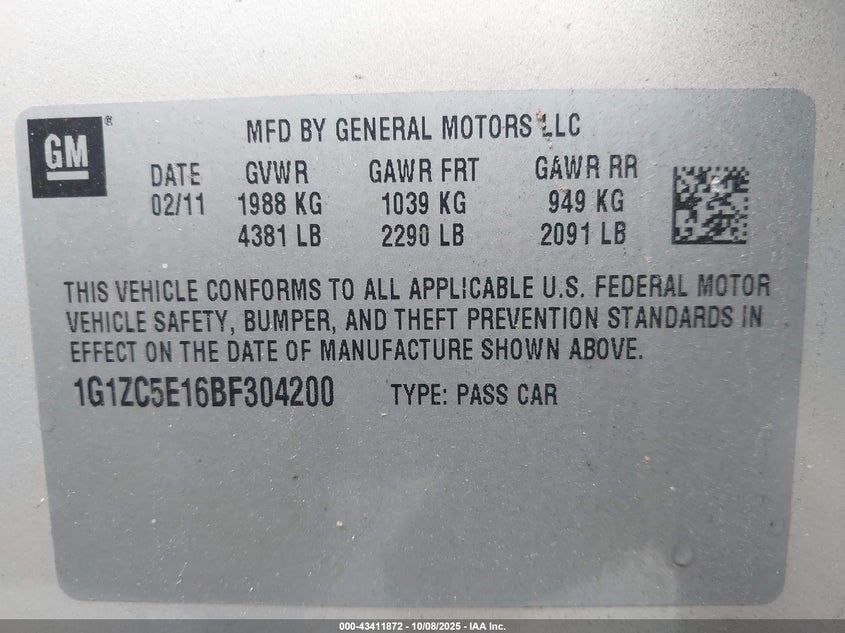 GM®
MFD BY GENERAL MOTORS LLC
DATE GVWR GAWR FRT GAWR RR
02/11 1988 KG 1039 KG 949 KG
4381 LB 2290 LB 2091 LB
THIS VEHICLE CONFORMS TO ALL APPLICABLE U.S. FEDERAL MOTOR
VEHICLE SAFETY, BUMPER, AND THEFT PREVENTION STANDARDS IN
EFFECT ON THE DATE OF MANUFACTURE SHOWN ABOVE.
1G1ZC5E16BF304200 TYPE: PASS CAR
000-43411872 - 10/08/2025 - IAA Inc.